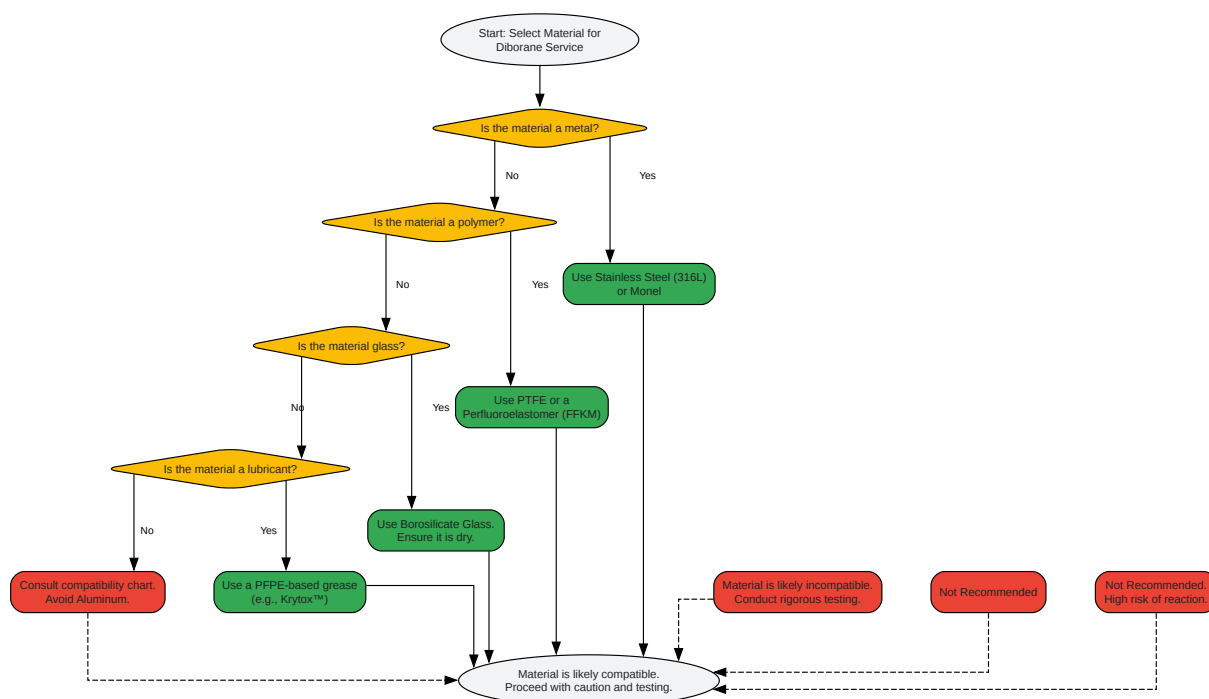 Start: Select Material for
Diborane Service
Is the material a metal?
No
Yes
Is the material a polymer?
No
Yes
Use Stainless Steel (316L)
or Monel
Is the material glass?
No
Yes
Use PTFE or a
Perfluoroelastomer (FFKM)
Is the material a lubricant?
No
Yes
Use Borosilicate Glass.
Ensure it is dry.
Consult compatibility chart.
Avoid Aluminum.
Use a PFPE-based grease
(e.g., Krytox™)
Material is likely incompatible.
Conduct rigorous testing.
Not Recommended
Not Recommended.
High risk of reaction.
Material is likely compatible.
Proceed with caution and testing.